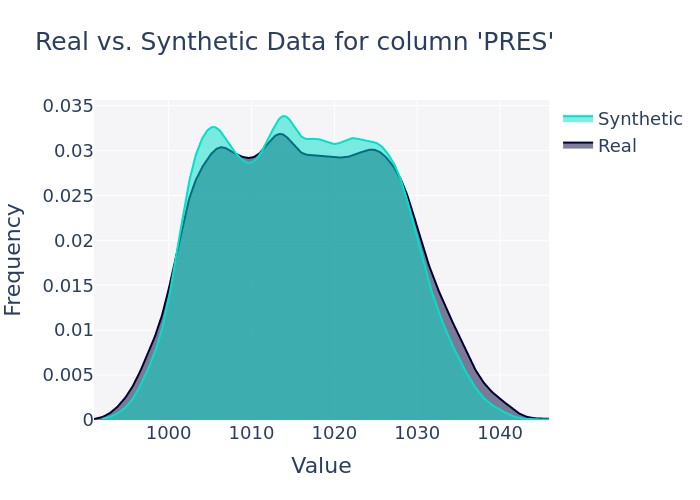 Real vs. Synthetic Data for column 'PRES'
0.035
0.03
0.025
0.02
0.015
0.01
0.005
0
Frequency
1000 1010 1020 1030 1040
Value
Synthetic
Real